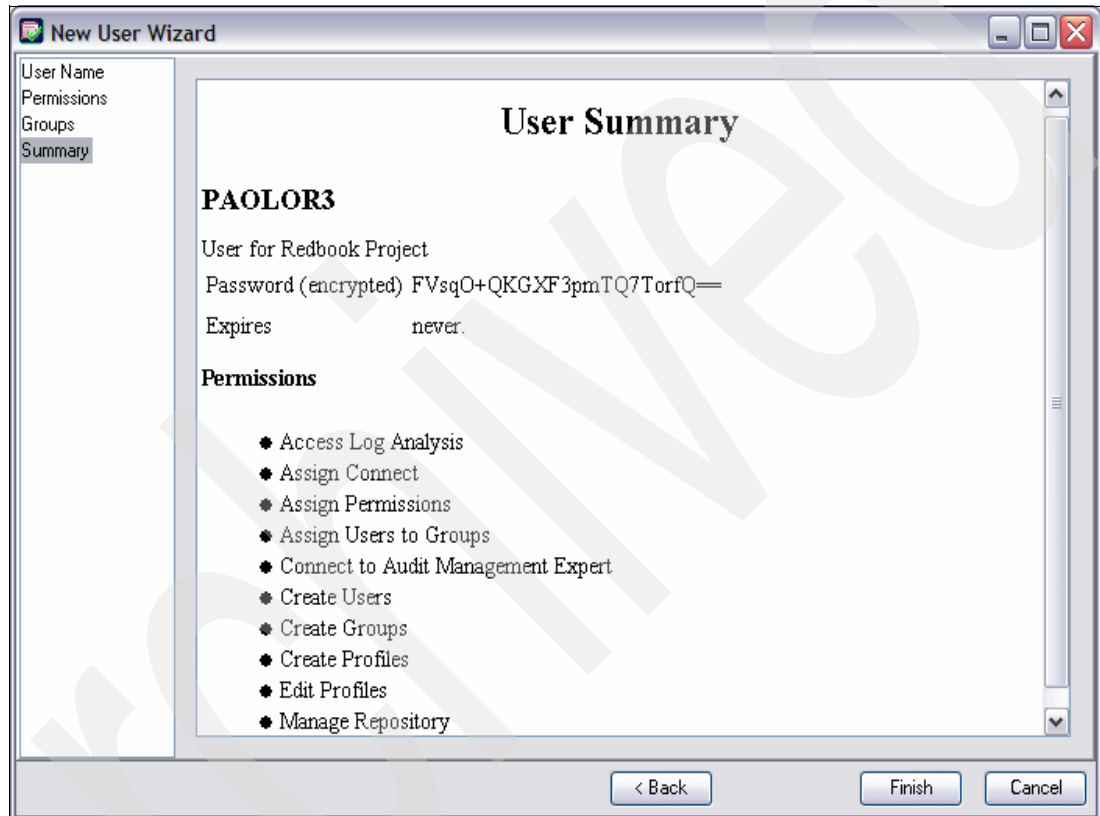 New User Wizard
User Name
Permissions
Groups
Summary
User Summary
PAOLOR3
User for Redbook Project
Password (encrypted) FVsqO+QKGXF3pmTQ7TorfQ==
Expires never.
Permissions
Access Log Analysis
Assign Connect
Assign Permissions
Assign Users to Groups
Connect to Audit Management Expert
Create Users
Create Groups
Create Profiles
Edit Profiles
Manage Repository
< Back
Finish
Cancel